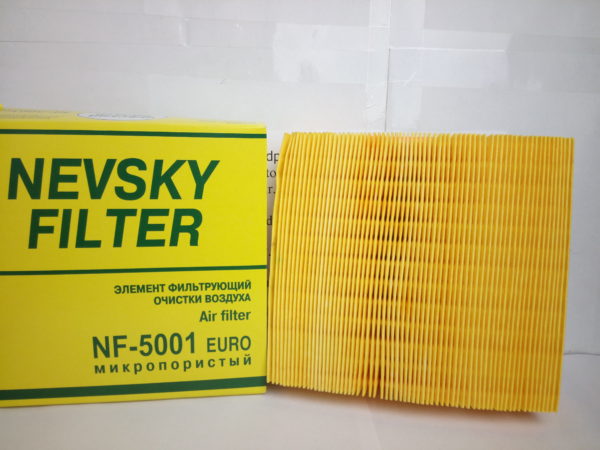 NEVSKY
FILTER
ЭЛЕМЕНТ ФИЛЬТРУЮЩИЙ
ОЧИСТКИ ВОЗДУХА
Air filter
NF-5001 EURO
микропористый